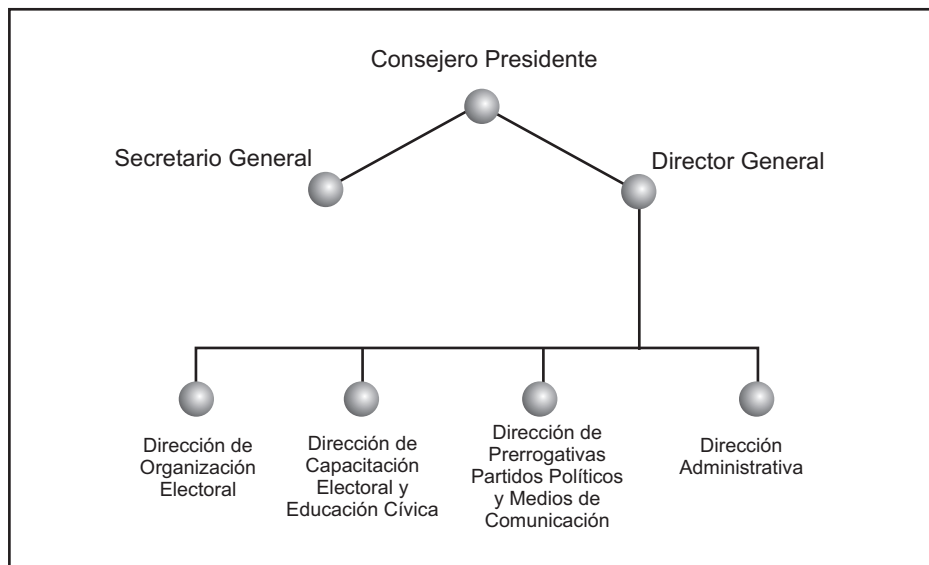 Consejero Presidente
Secretario General
Director General
Dirección de
Organización
Electoral
Dirección de
Capacitación
Electoral y
Educación Cívica
Dirección de
Prerrogativas
Partidos Políticos
y Medios de
Comunicación
Dirección
Administrativa